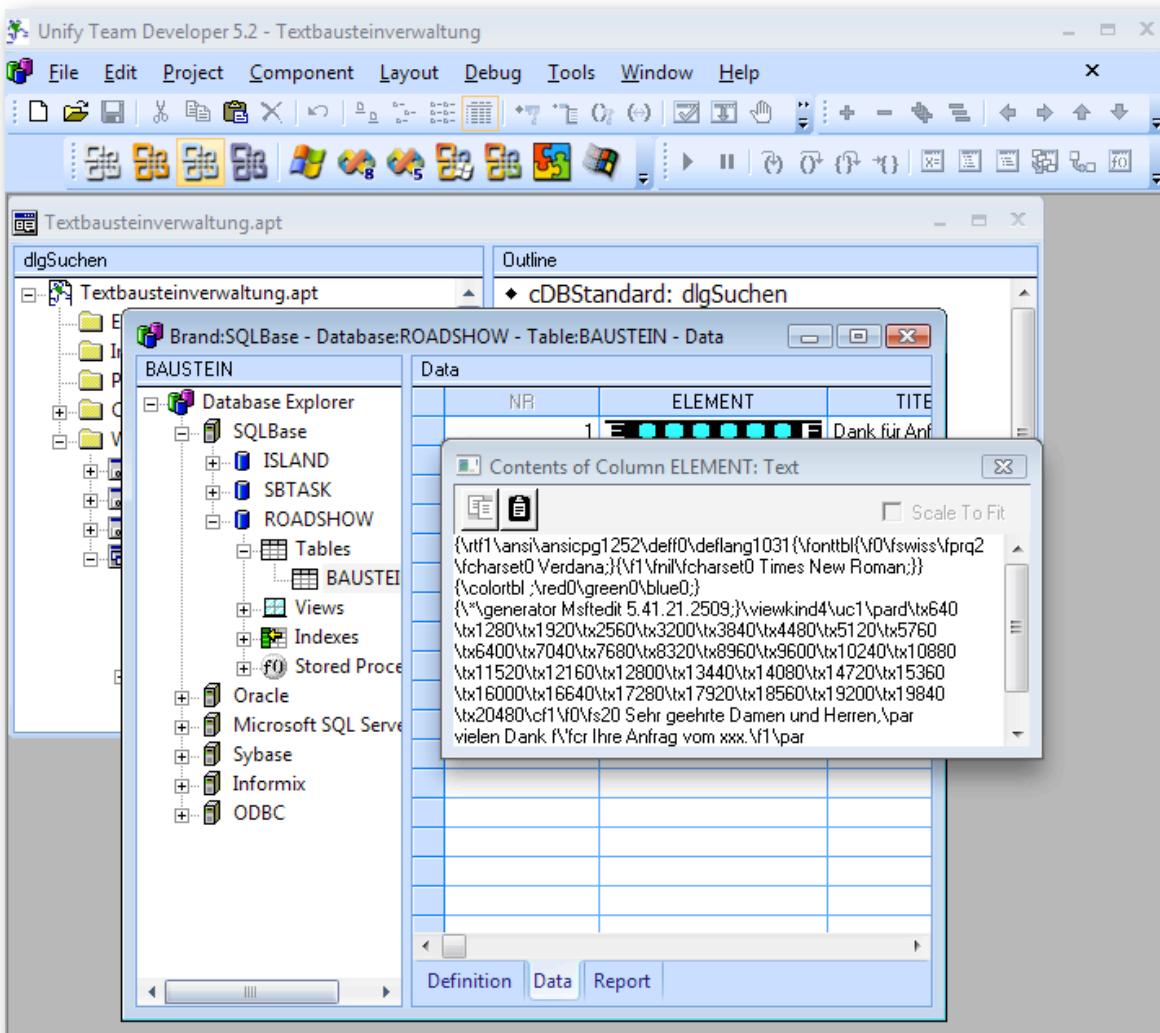 Unify Team Developer 5.2 - Textbausteinverwaltung
File Edit Project Component Layout Debug Tools Window Help
Textbausteinverwaltung.apt
dlgSuchen
Outline
Textbausteinverwaltung.apt
cDBStandard: dlgSuchen
Brand:SQLBase - Database:ROADSHOW - Table:BAUSTEIN - Data
BAUSTEIN
Data
Database Explorer
NR ELEMENT TITE
SQLBase
1 Dank für Anf
ISLAND
SBTASK
ROADSHOW
Tables
BAUSTEI
Views
Indexes
Stored Proce
Oracle
Microsoft SQL Serve
Sybase
Informix
ODBC
Contents of Column ELEMENT: Text
Scale To Fit
{\rtf1\ansi\ansicpg1252\deff0\deflang1031{\fonttbl{\f0\fswiss\fprq2
\fcharset0 Verdana;}{\f1\fnil\fcharset0 Times New Roman;}}
{\colortbl ;\red0\green0\blue0;}
{\*\generator Msftedit 5.41.21.2509;}\viewkind4\uc1\pard\tx640
\tx1280\tx1920\tx2560\tx3200\tx3840\tx4480\tx5120\tx5760
\tx6400\tx7040\tx7680\tx8320\tx8960\tx9600\tx10240\tx10880
\tx11520\tx12160\tx12800\tx13440\tx14080\tx14720\tx15360
\tx16000\tx16640\tx17280\tx17920\tx18560\tx19200\tx19840
\tx20480\cf1\f0\fs20 Sehr geehrte Damen und Herren,\par
vielen Dank f\'fcr Ihre Anfrag vom xxx.\f1\par
Definition Data Report